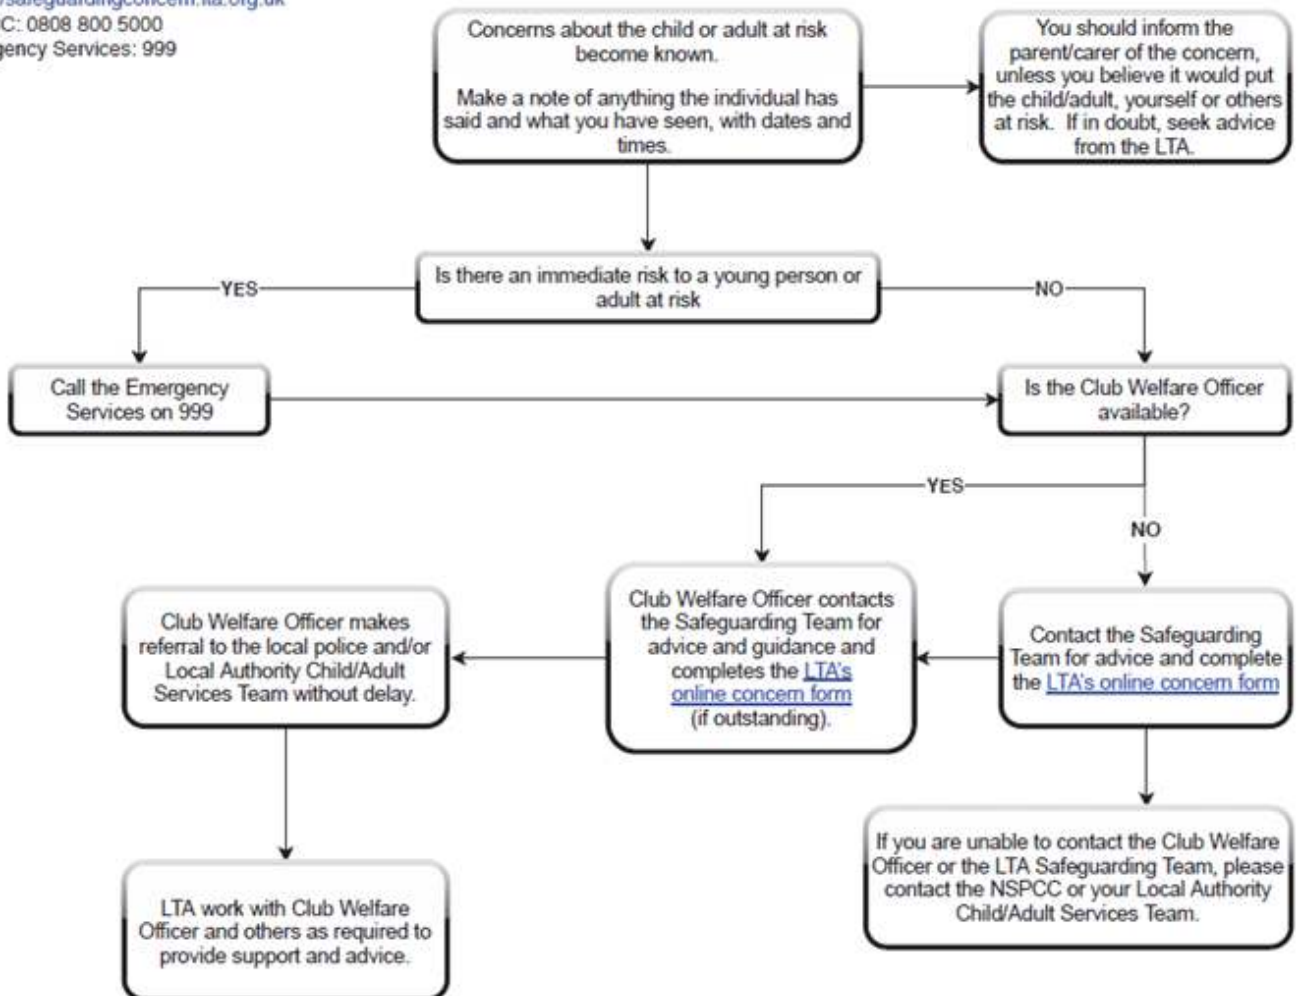 safeguardingconcern.lta.org.uk
C: 0808 800 5000
gency Services: 999
Concerns about the child or adult at risk
become known.
Make a note of anything the individual has
said and what you have seen, with dates and
times.
You should inform the
parent/carer of the concern,
unless you believe it would put
the child/adult, yourself or others
at risk. If in doubt, seek advice
from the LTA.
Is there an immediate risk to a young person or
adult at risk
YES
NO
Call the Emergency
Services on 999
Is the Club Welfare Officer
available?
YES
NO
Club Welfare Officer makes
referral to the local police and/or
Local Authority Child/Adult
Services Team without delay.
Club Welfare Officer contacts
the Safeguarding Team for
advice and guidance and
completes the LTA's
online concern form
(if outstanding).
Contact the Safeguarding
Team for advice and complete
the LTA's online concern form
If you are unable to contact the Club Welfare
Officer or the LTA Safeguarding Team, please
contact the NSPCC or your Local Authority
Child/Adult Services Team.
LTA work with Club Welfare
Officer and others as required to
provide support and advice.